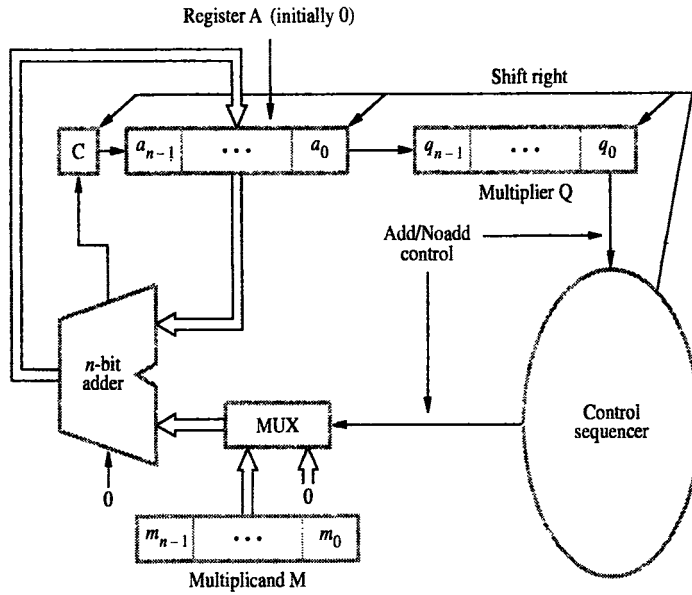 Register A (initially 0)
Shift right
C
a_{n-1} ··· a_0
q_{n-1} ··· q_0
Multiplier Q
Add/Noadd
control
n-bit
adder
MUX
Control
sequencer
0
0
m_{n-1} ··· m_0
Multiplicand M